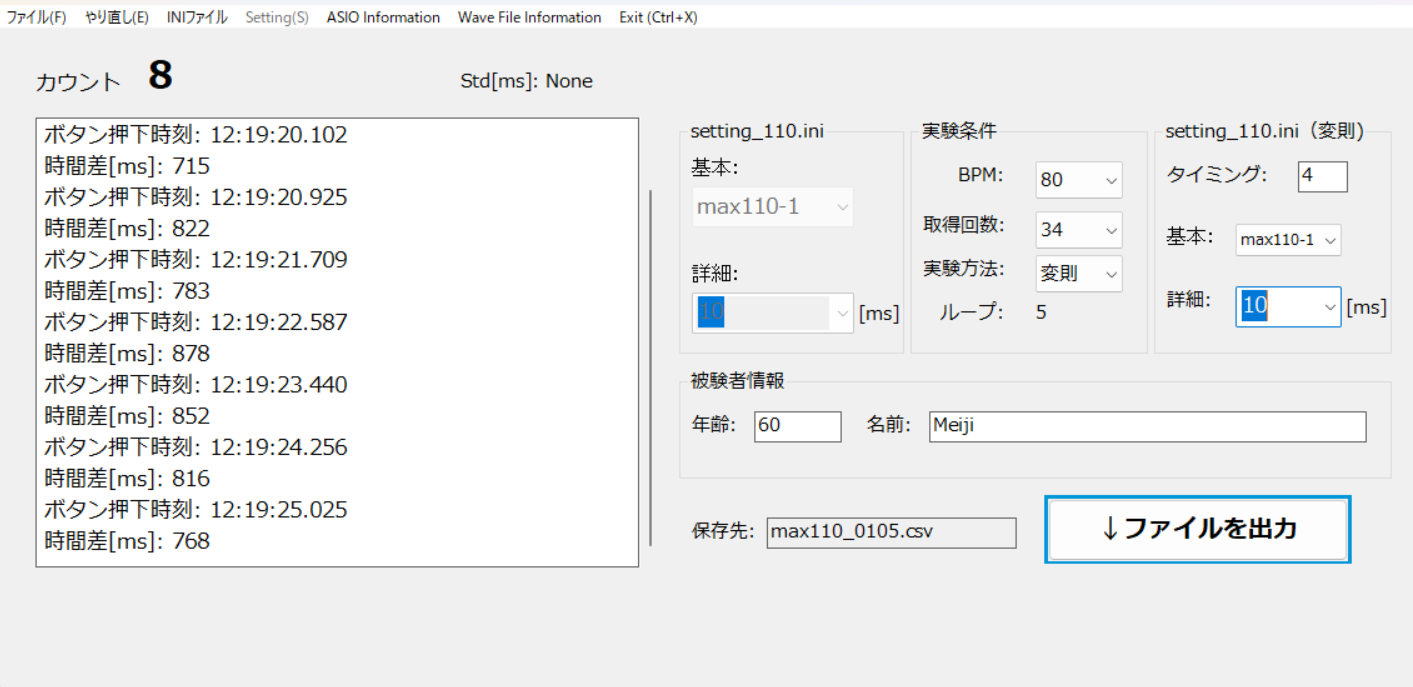 ファイル(F) やり直し(E) INIファイル Setting(S) ASIO Information Wave File Information Exit (Ctrl+X)
カウント 8
Std[ms]: None
ボタン押下時刻: 12:19:20.102
時間差[ms]: 715
ボタン押下時刻: 12:19:20.925
時間差[ms]: 822
ボタン押下時刻: 12:19:21.709
時間差[ms]: 783
ボタン押下時刻: 12:19:22.587
時間差[ms]: 878
ボタン押下時刻: 12:19:23.440
時間差[ms]: 852
ボタン押下時刻: 12:19:24.256
時間差[ms]: 816
ボタン押下時刻: 12:19:25.025
時間差[ms]: 768
setting_110.ini
基本:
max110-1
詳細:
10 [ms]
実験条件
BPM: 80
取得回数: 34
実験方法: 変則
ループ: 5
setting_110.ini（変則）
タイミング: 4
基本: max110-1
詳細: 10 [ms]
被験者情報
年齢: 60 名前: Meiji
保存先: max110_0105.csv
↓ファイルを出力